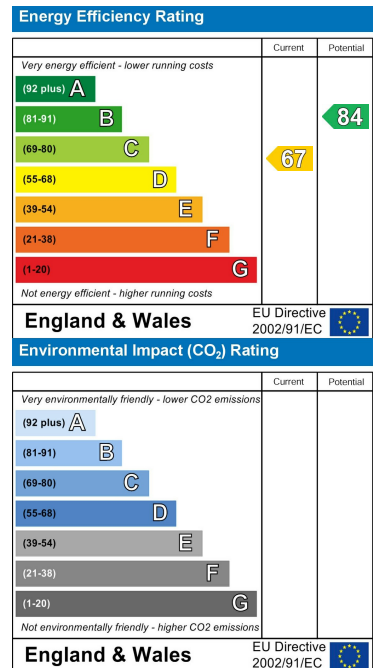 Energy Efficiency Rating
Current Potential
Very energy efficient - lower running costs
(92 plus) A
(81-91) B
84
(69-80) C
67
(55-68) D
(39-54) E
(21-38) F
(1-20) G
Not energy efficient - higher running costs
England & Wales
EU Directive
2002/91/EC
Environmental Impact (CO₂) Rating
Current Potential
Very environmentally friendly - lower CO2 emissions
(92 plus) A
(81-91) B
(69-80) C
(55-68) D
(39-54) E
(21-38) F
(1-20) G
Not environmentally friendly - higher CO2 emissions
England & Wales
EU Directive
2002/91/EC